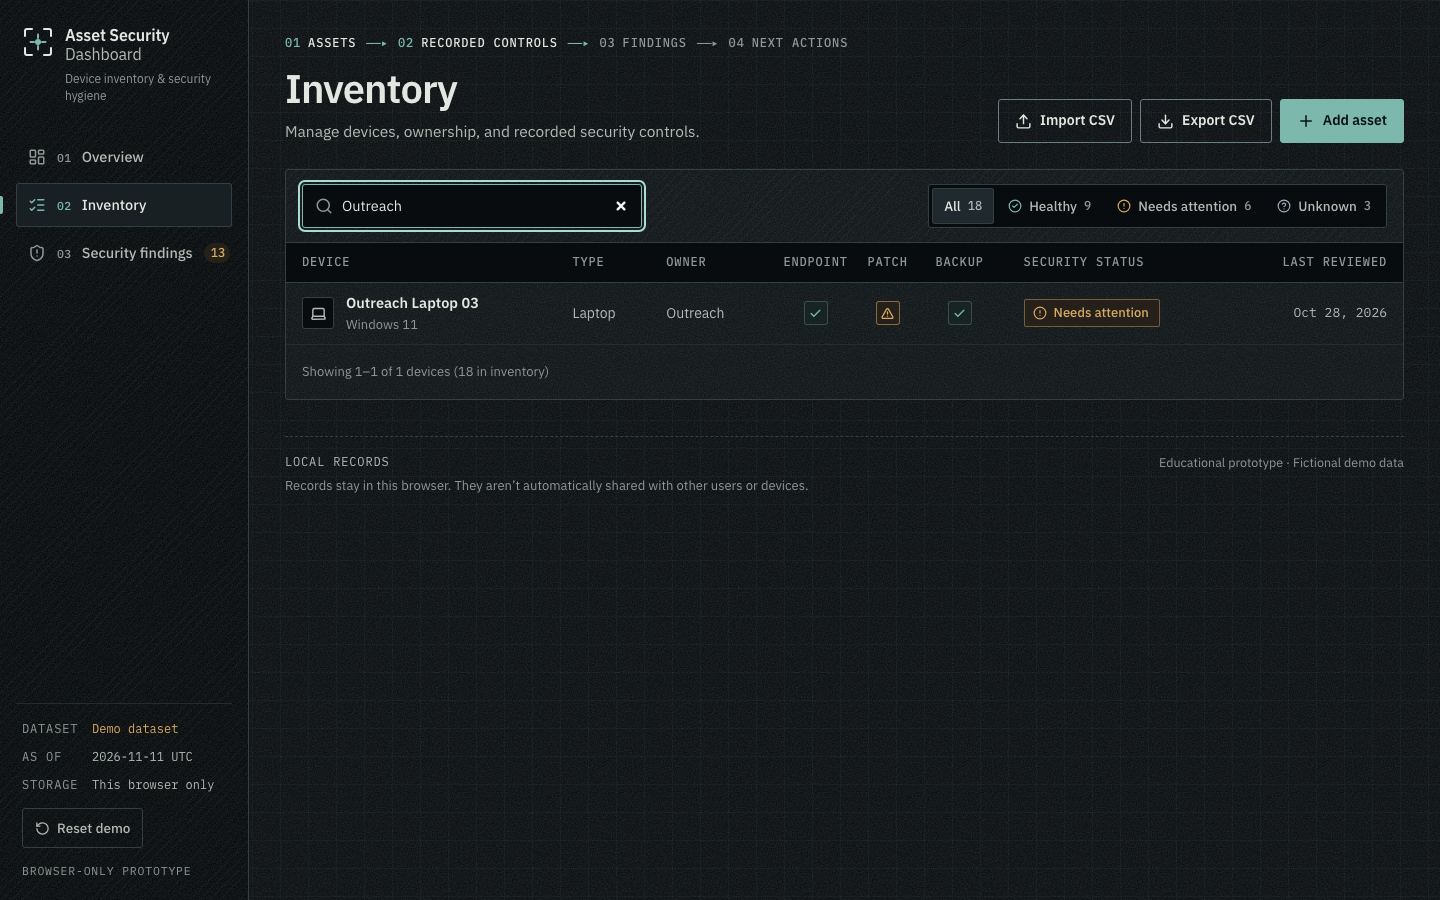 Asset Security
Dashboard
Device inventory & security
hygiene
01 Overview
02 Inventory
03 Security findings 13
DATASET Demo dataset
AS OF 2026-11-11 UTC
STORAGE This browser only
Reset demo
BROWSER-ONLY PROTOTYPE
01 ASSETS 02 RECORDED CONTROLS 03 FINDINGS 04 NEXT ACTIONS
Inventory
Manage devices, ownership, and recorded security controls.
Import CSV Export CSV Add asset
Outreach
All 18 Healthy 9 Needs attention 6 Unknown 3
DEVICE TYPE OWNER ENDPOINT PATCH BACKUP SECURITY STATUS LAST REVIEWED
Outreach Laptop 03 Laptop Outreach Needs attention Oct 28, 2026
Windows 11
Showing 1–1 of 1 devices (18 in inventory)
LOCAL RECORDS
Records stay in this browser. They aren’t automatically shared with other users or devices.
Educational prototype · Fictional demo data